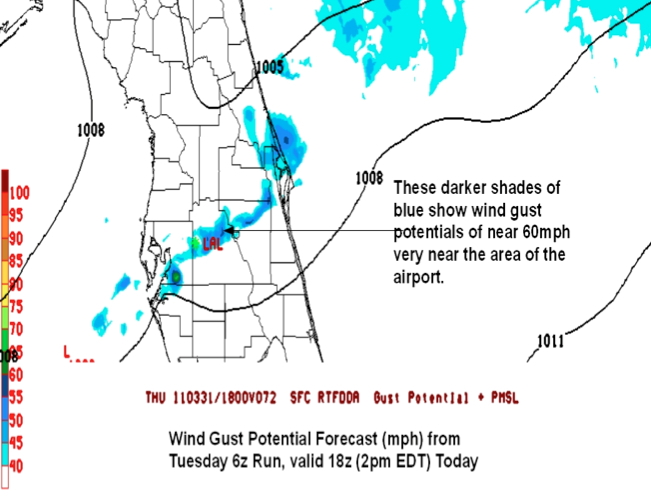 1005
1008
1008
These darker shades of
blue show wind gust
potentials of near 60mph
very near the area of the
airport.
LAL
100
95
90
85
80
75
70
65
60
55
50
45
40
008
L
1011
THU 110331/1800V072 SFC RTFDDA Gust Potential + PMSL
Wind Gust Potential Forecast (mph) from
Tuesday 6z Run, valid 18z (2pm EDT) Today